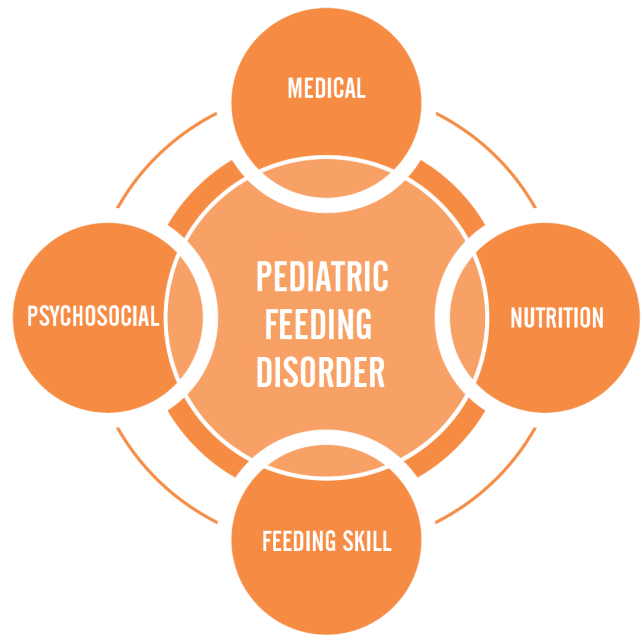 MEDICAL
PEDIATRIC
FEEDING
DISORDER
PSYCHOSOCIAL
NUTRITION
FEEDING SKILL